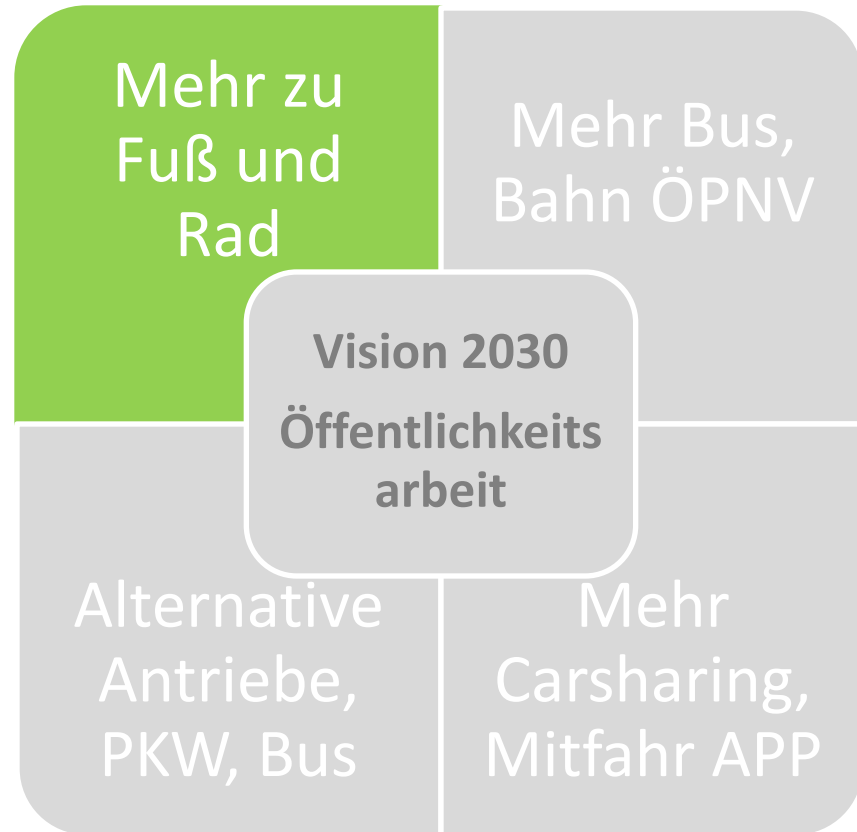 Mehr zu
Fuß und
Rad
Mehr Bus,
Bahn ÖPNV
Vision 2030
Öffentlichkeits
arbeit
Alternative
Antriebe,
PKW, Bus
Mehr
Carsharing,
Mitfahr APP